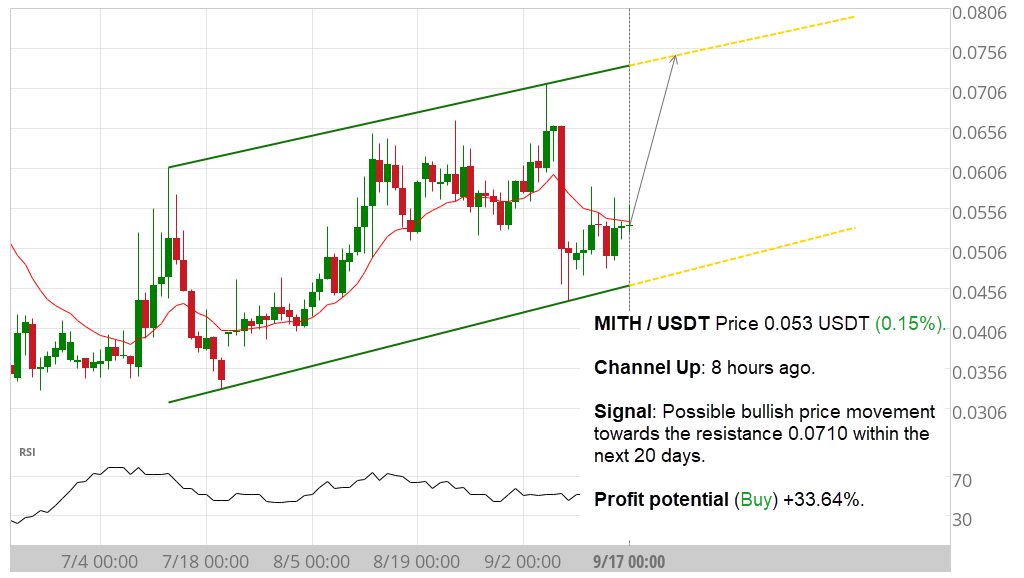 0.0806
0.0756
0.0706
0.0656
0.0606
0.0556
0.0506
0.0456
MITH / USDT Price 0.053 USDT (0.15%).
0.0406
Channel Up: 8 hours ago.
0.0356
Signal: Possible bullish price movement
0.0306
towards the resistance 0.0710 within the
next 20 days.
RSI
70
Profit potential (Buy) +33.64%.
30
7/4 00:00 7/18 00:00 8/5 00:00 8/19 00:00 9/2 00:00 9/17 00:00